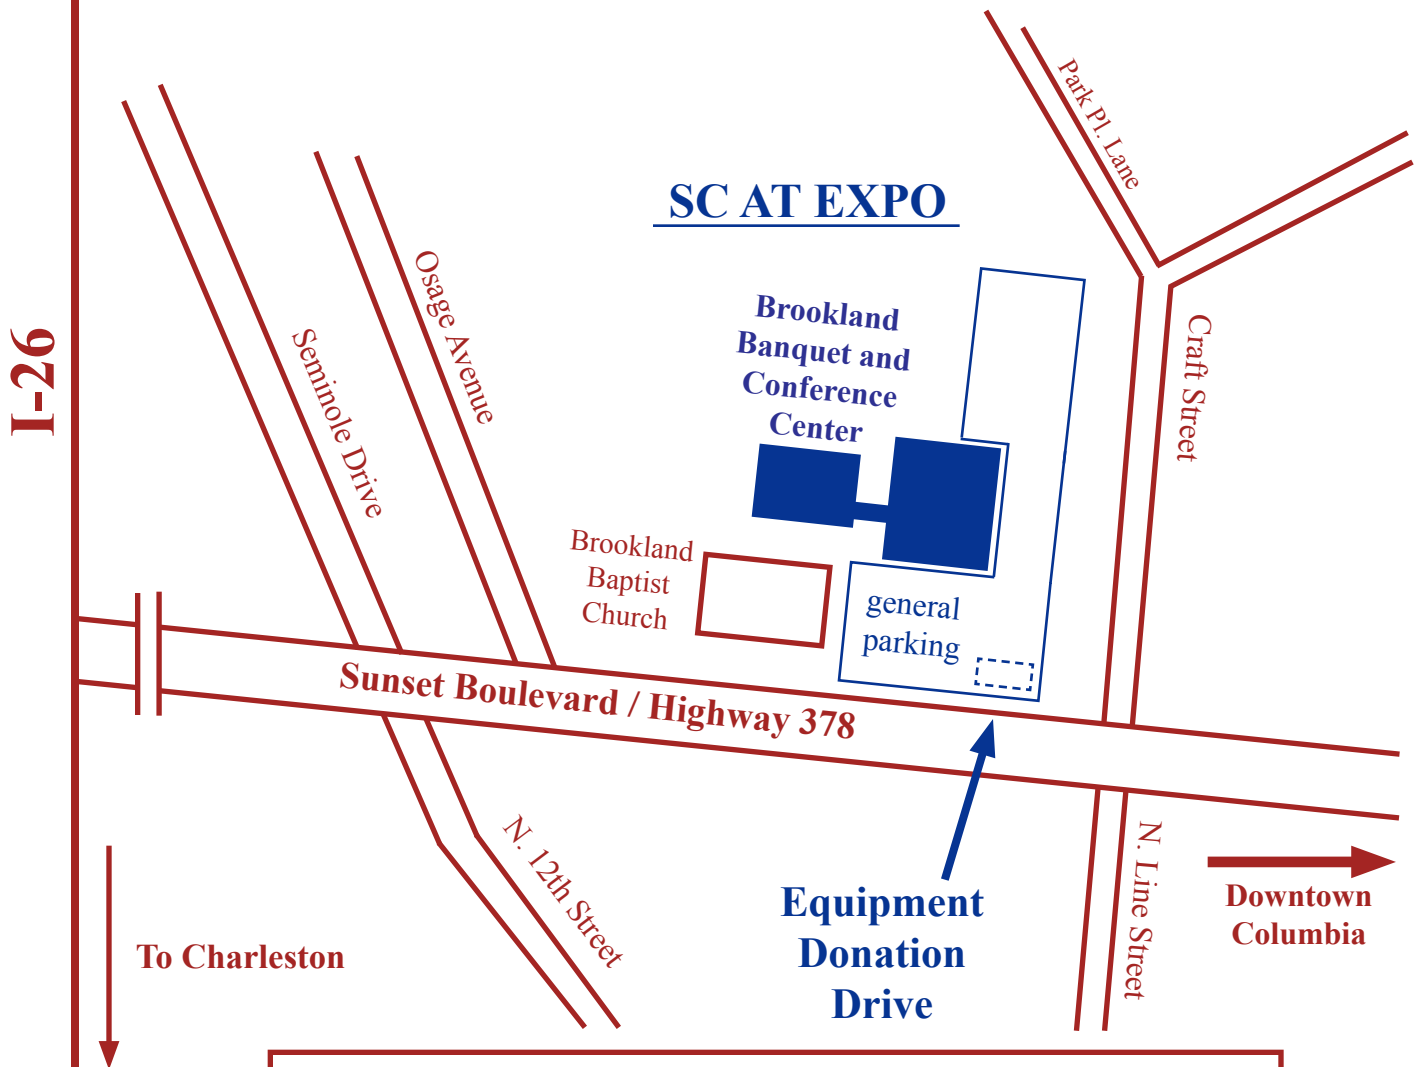 Park Pl. Lane
SC AT EXPO
I-26
Seminole Drive
Osage Avenue
Brookland
Banquet and
Conference
Center
Craft Street
Brookland
Baptist
Church
general
parking
Sunset Boulevard / Highway 378
N. 12th Street
N. Line Street
Equipment
Donation
Drive
Downtown
Columbia
To Charleston